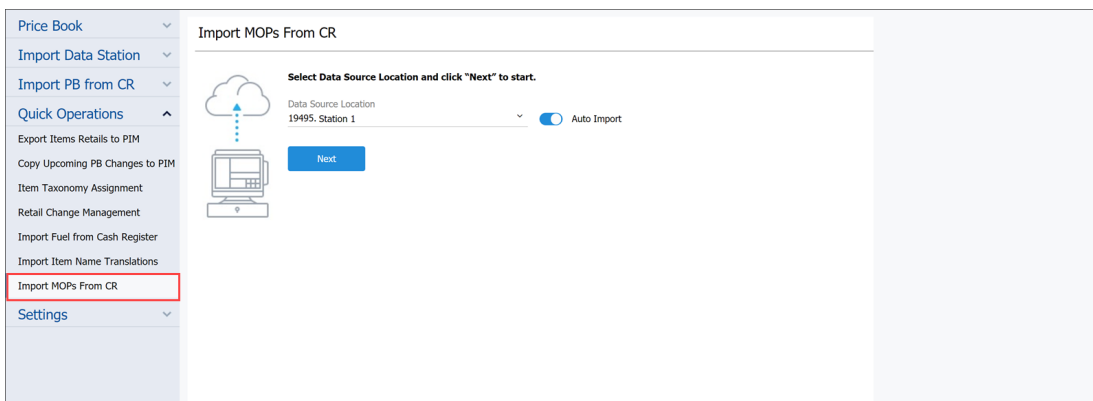 Price Book
Import Data Station
Import PB from CR
Quick Operations
Export Items Retails to PIM
Copy Upcoming PB Changes to PIM
Item Taxonomy Assignment
Retail Change Management
Import Fuel from Cash Register
Import Item Name Translations
Import MOPs From CR
Settings
Import MOPs From CR
Select Data Source Location and click “Next” to start.
Data Source Location
19495. Station 1
Auto Import
Next